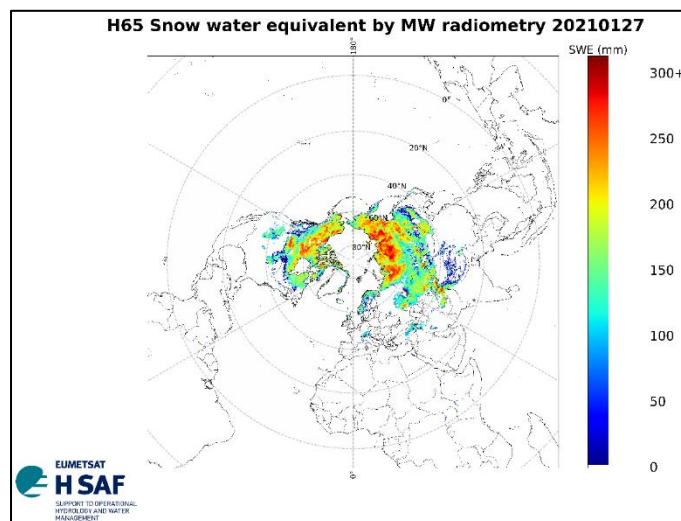 H65 Snow water equivalent by MW radiometry 20210127
180°
SWE (mm)
300+
0°
250
20°N
200
40°N
60°N
80°N
150
100
50
0
0°
EUMETSAT
H SAF
SUPPORT TO OPERATIONAL
HYDROLOGY AND WATER
MANAGEMENT